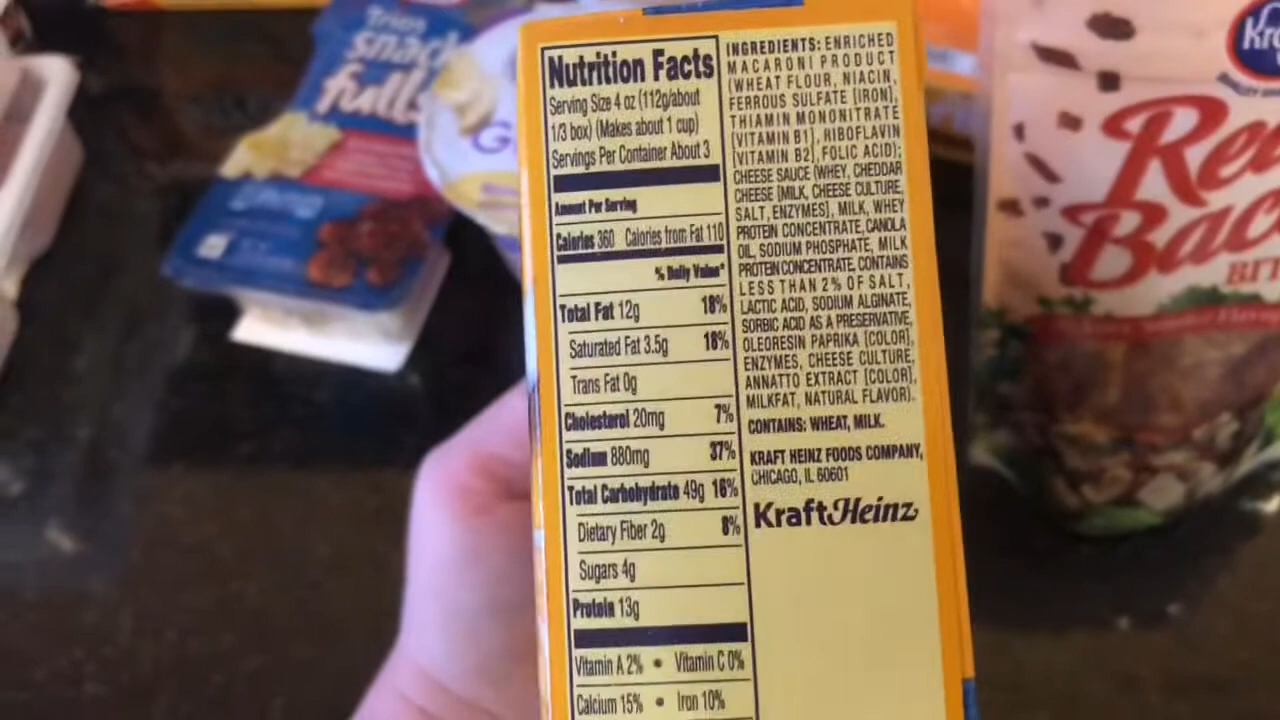 Trios
snack
fulls
G
Nutrition Facts
Serving Size 4 oz (112g/about
1/3 box) (Makes about 1 cup)
Servings Per Container About 3
Amount Per Serving
Calories 360 Calories from Fat 110
% Daily Value*
Total Fat 12g 18%
Saturated Fat 3.5g 18%
Trans Fat 0g
Cholesterol 20mg 7%
Sodium 880mg 37%
Total Carbohydrate 49g 16%
Dietary Fiber 2g 8%
Sugars 4g
Protein 13g
Vitamin A 2% • Vitamin C 0%
Calcium 15% • Iron 10%
INGREDIENTS: ENRICHED
MACARONI PRODUCT
(WHEAT FLOUR, NIACIN,
FERROUS SULFATE [IRON],
THIAMIN MONONITRATE
[VITAMIN B1], RIBOFLAVIN
[VITAMIN B2], FOLIC ACID);
CHEESE SAUCE (WHEY, CHEDDAR
CHEESE [MILK, CHEESE CULTURE,
SALT, ENZYMES], MILK, WHEY
PROTEIN CONCENTRATE, CANOLA
OIL, SODIUM PHOSPHATE, MILK
PROTEIN CONCENTRATE, CONTAINS
LESS THAN 2% OF SALT,
LACTIC ACID, SODIUM ALGINATE,
SORBIC ACID AS A PRESERVATIVE,
OLEORESIN PAPRIKA [COLOR],
ENZYMES, CHEESE CULTURE,
ANNATTO EXTRACT [COLOR],
MILKFAT, NATURAL FLAVOR).
CONTAINS: WHEAT, MILK.
KRAFT HEINZ FOODS COMPANY,
CHICAGO, IL 60601
KraftHeinz
Kro
Rea
Bac
BIT